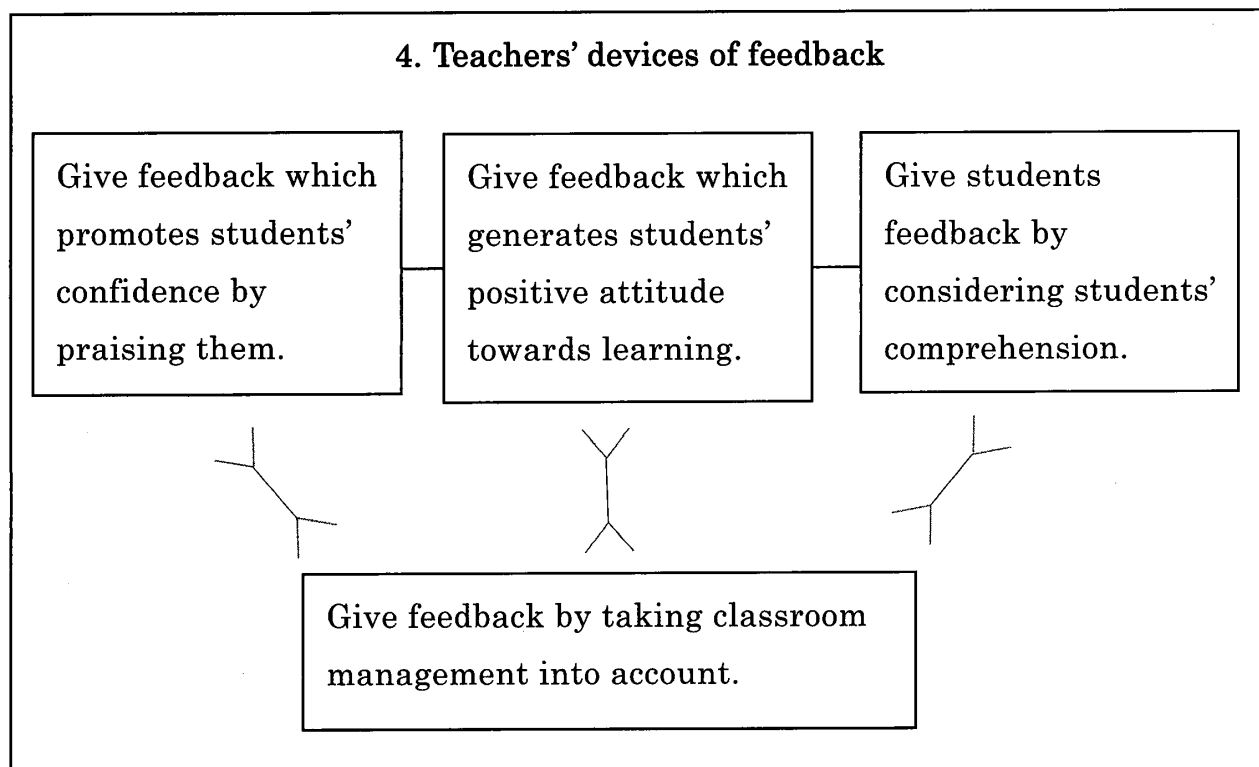 4. Teachers’ devices of feedback
Give feedback which
promotes students’
confidence by
praising them.
Give feedback which
generates students’
positive attitude
towards learning.
Give students
feedback by
considering students’
comprehension.
Give feedback by taking classroom
management into account.